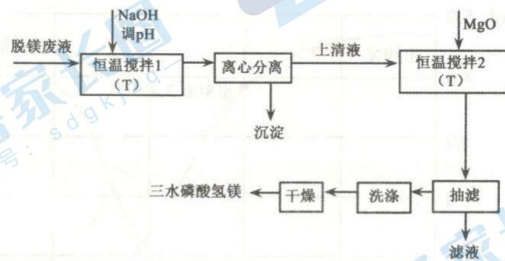 NaOH
调pH
MgO
脱镁废液
恒温搅拌1
（T）
离心分离
上清液
恒温搅拌2
（T）
沉淀
三水磷酸氢镁
干燥
洗涤
抽滤
滤液